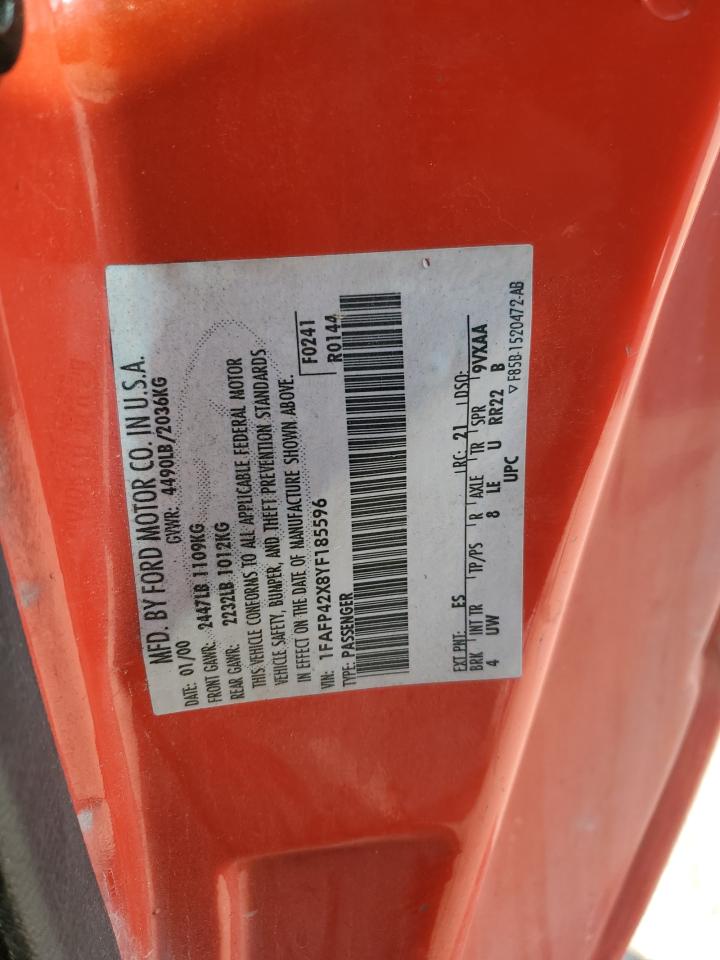 MFD. BY FORD MOTOR CO. IN U.S.A.
DATE: 01/00 GVWR: 4490LB/2036KG
FRONT GAWR: 2447LB 1109KG
REAR GAWR: 2232LB 1012KG
THIS VEHICLE CONFORMS TO ALL APPLICABLE FEDERAL MOTOR
VEHICLE SAFETY, BUMPER, AND THEFT PREVENTION STANDARDS
IN EFFECT ON THE DATE OF MANUFACTURE SHOWN ABOVE.
VIN: 1FAFP42X8YF185596 F0241
TYPE: PASSENGER R0144
EXT PNT: ES RC: 21 DSO:
BRK INT TR TP/PS R AXLE TR SPR 9VXAA
4 UW 8 LE U RR22 B
UPC
▽F85B-1520472-AB